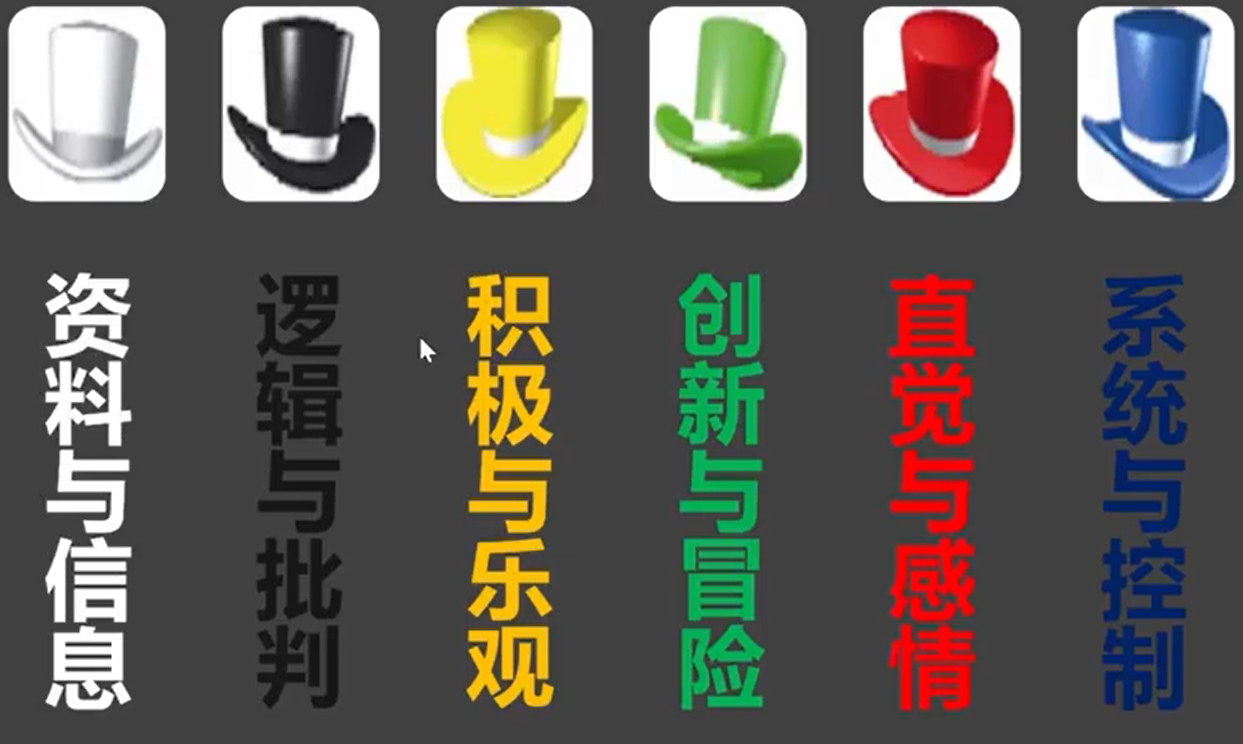 资料与信息
逻辑与批判
积极与乐观
创新与冒险
直觉与感情
系统与控制